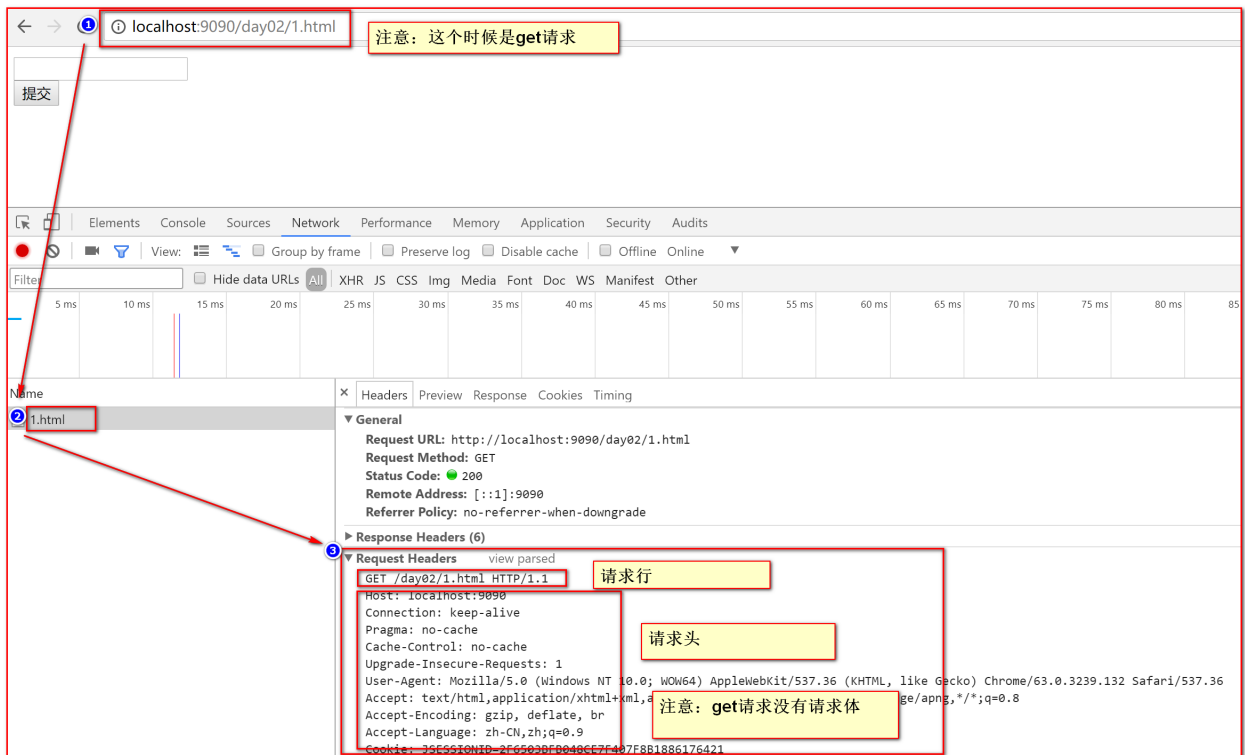 1
localhost:9090/day02/1.html
注意：这个时候是get请求
提交
Elements Console Sources Network Performance Memory Application Security Audits
View: Group by frame Preserve log Disable cache Offline Online
Filter Hide data URLs All XHR JS CSS Img Media Font Doc WS Manifest Other
5 ms 10 ms 15 ms 20 ms 25 ms 30 ms 35 ms 40 ms 45 ms 50 ms 55 ms 60 ms 65 ms 70 ms 75 ms 80 ms 85
Name
2 1.html
× Headers Preview Response Cookies Timing
General
Request URL: http://localhost:9090/day02/1.html
Request Method: GET
Status Code: 200
Remote Address: [::1]:9090
Referrer Policy: no-referrer-when-downgrade
Response Headers (6)
3 Request Headers view parsed
GET /day02/1.html HTTP/1.1
请求行
Host: localhost:9090
Connection: keep-alive
Pragma: no-cache
请求头
Cache-Control: no-cache
Upgrade-Insecure-Requests: 1
User-Agent: Mozilla/5.0 (Windows NT 10.0; WOW64) AppleWebKit/537.36 (KHTML, like Gecko) Chrome/63.0.3239.132 Safari/537.36
Accept: text/html,application/xhtml+xml,a ge/apng,*/*;q=0.8
注意：get请求没有请求体
Accept-Encoding: gzip, deflate, br
Accept-Language: zh-CN,zh;q=0.9
Cookie: